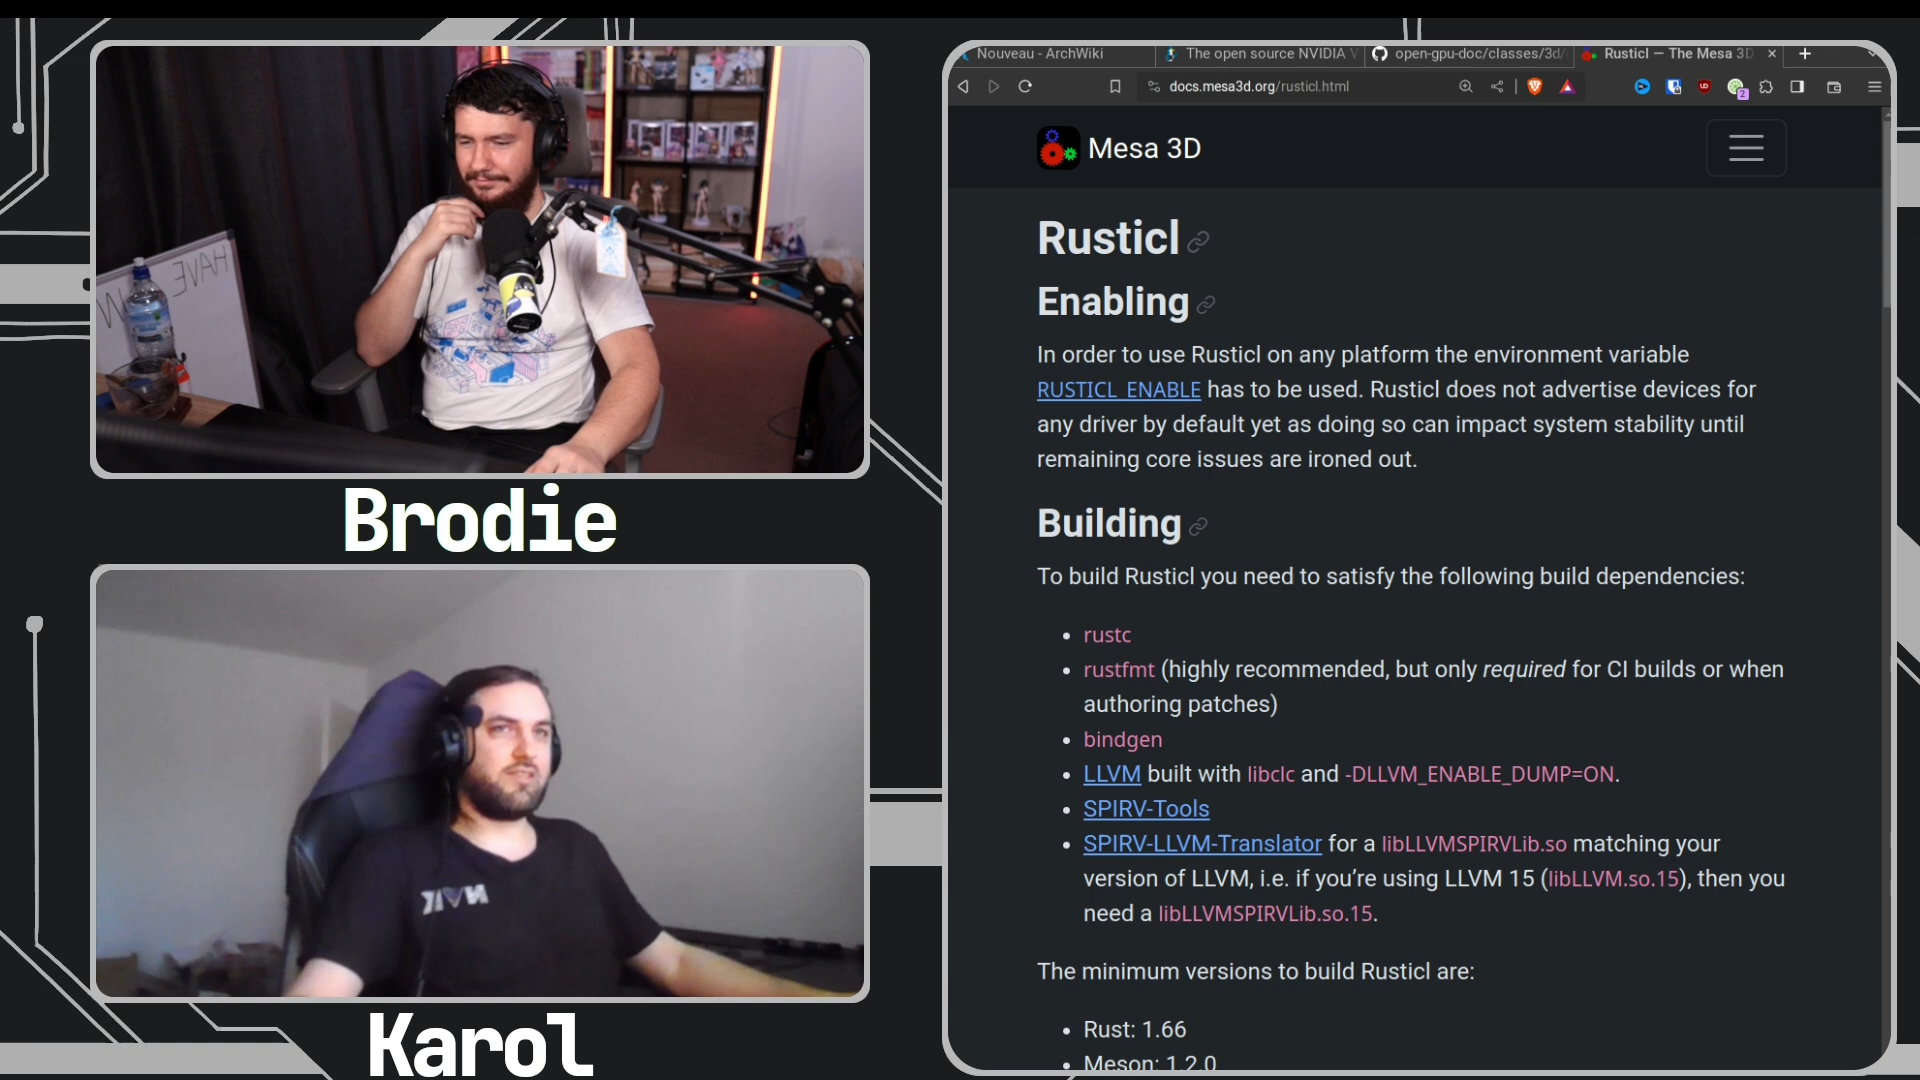 Nouveau - ArchWiki
The open source NVIDIA V
open-gpu-doc/classes/3d/
Rusticl — The Mesa 3D
docs.mesa3d.org/rusticl.html
2
Mesa 3D
Rusticl
Enabling
In order to use Rusticl on any platform the environment variable
RUSTICL_ENABLE has to be used. Rusticl does not advertise devices for
any driver by default yet as doing so can impact system stability until
remaining core issues are ironed out.
Building
To build Rusticl you need to satisfy the following build dependencies:
• rustc
• rustfmt (highly recommended, but only required for CI builds or when
authoring patches)
• bindgen
• LLVM built with libclc and -DLLVM_ENABLE_DUMP=ON.
• SPIRV-Tools
• SPIRV-LLVM-Translator for a libLLVMSPIRVLib.so matching your
version of LLVM, i.e. if you’re using LLVM 15 (libLLVM.so.15), then you
need a libLLVMSPIRVLib.so.15.
The minimum versions to build Rusticl are:
• Rust: 1.66
• Meson: 1.2.0
HAVE
Brodie
NVK
Karol